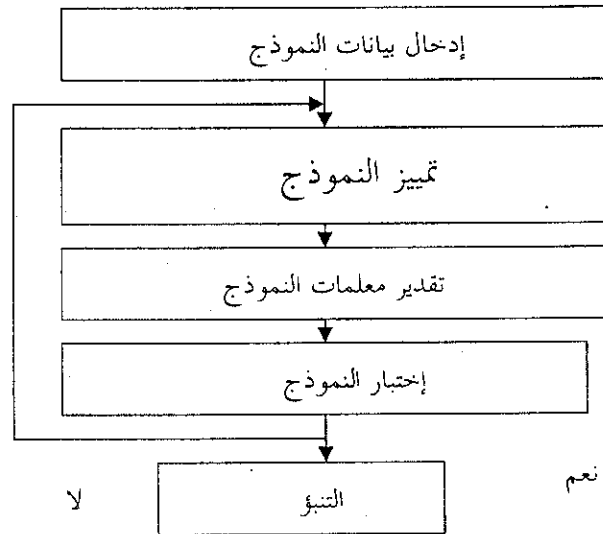 إدخال بيانات النموذج
تمييز النموذج
تقدير معلمات النموذج
إختبار النموذج
نعم
التنبؤ
لا